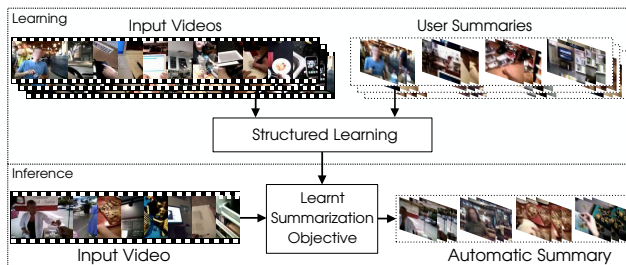 Learning
Input Videos
User Summaries
Structured Learning
Inference
Learnt
Summarization
Objective
Input Video
Automatic Summary